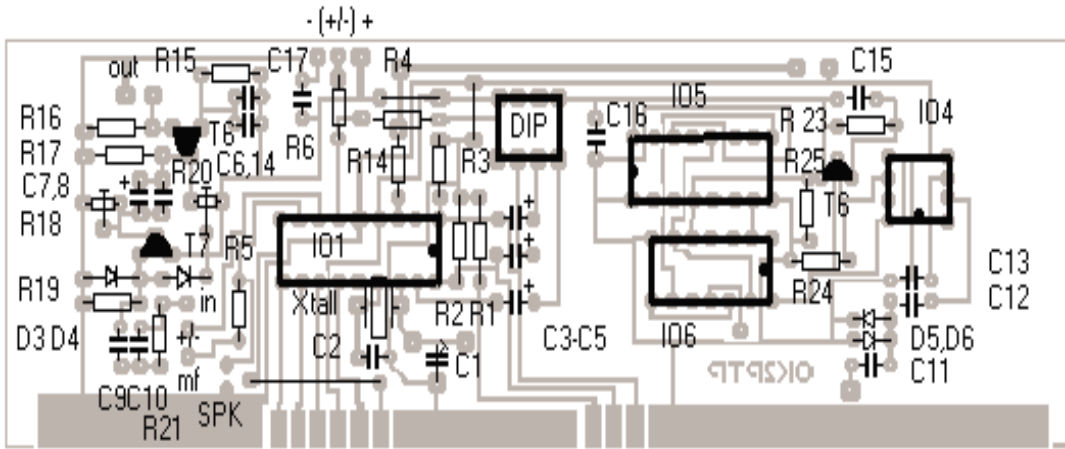 - (+/-) +
out
R15
C17
R4
C15
R16
T6
R6
IO5
C16
R 23
IO4
R17
R20
C6,14
R14
R3
DIP
R25
C7,8
+
R18
T7
R5
IO1
+
+
+
T6
R19
in
Xtall
R2
R1
R24
C13
C12
D3 D4
+/-
C2
C1
C3-C5
IO6
D5,D6
mf
OK2PTP
C11
C9C10
SPK
R21